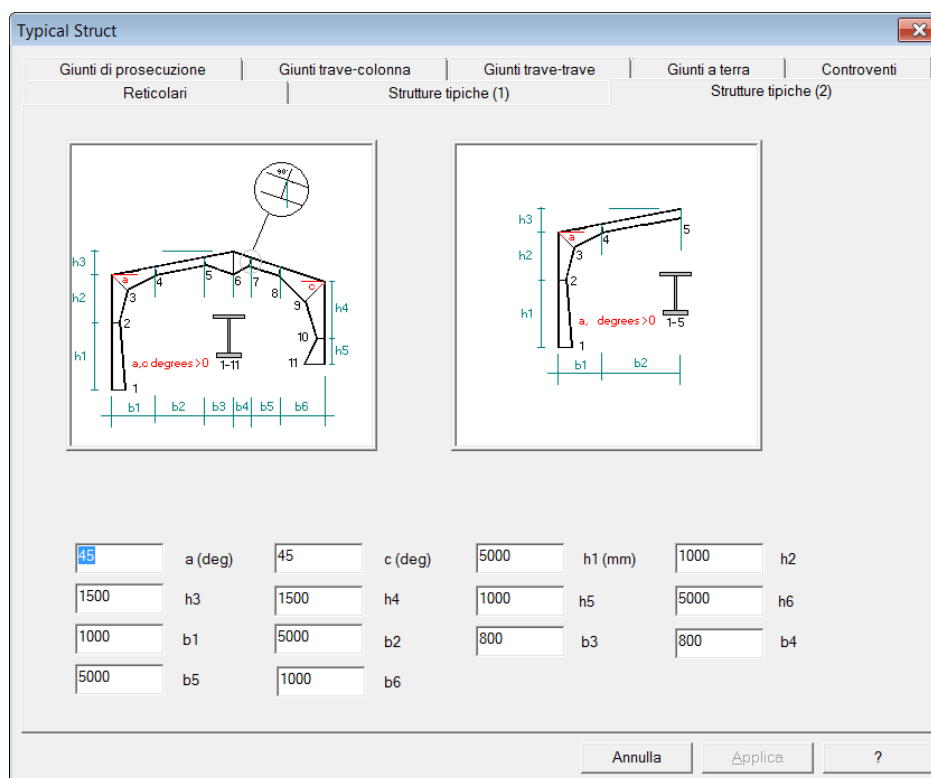 Typical Struct
Giunti di prosecuzione Giunti trave-colonna Giunti trave-trave Giunti a terra Controventi
Reticolari Strutture tipiche (1) Strutture tipiche (2)
90°
h3
h2
h1
a
c
1
2
3
4
5
6
7
8
9
10
11
h4
h5
a,c degrees>0
1-11
b1 b2 b3 b4 b5 b6
h3
h2
h1
a
1
2
3
4
5
a, degrees>0
1-5
b1 b2
45 a (deg) 45 c (deg) 5000 h1 (mm) 1000 h2
1500 h3 1500 h4 1000 h5 5000 h6
1000 b1 5000 b2 800 b3 800 b4
5000 b5 1000 b6
Annulla Applica ?